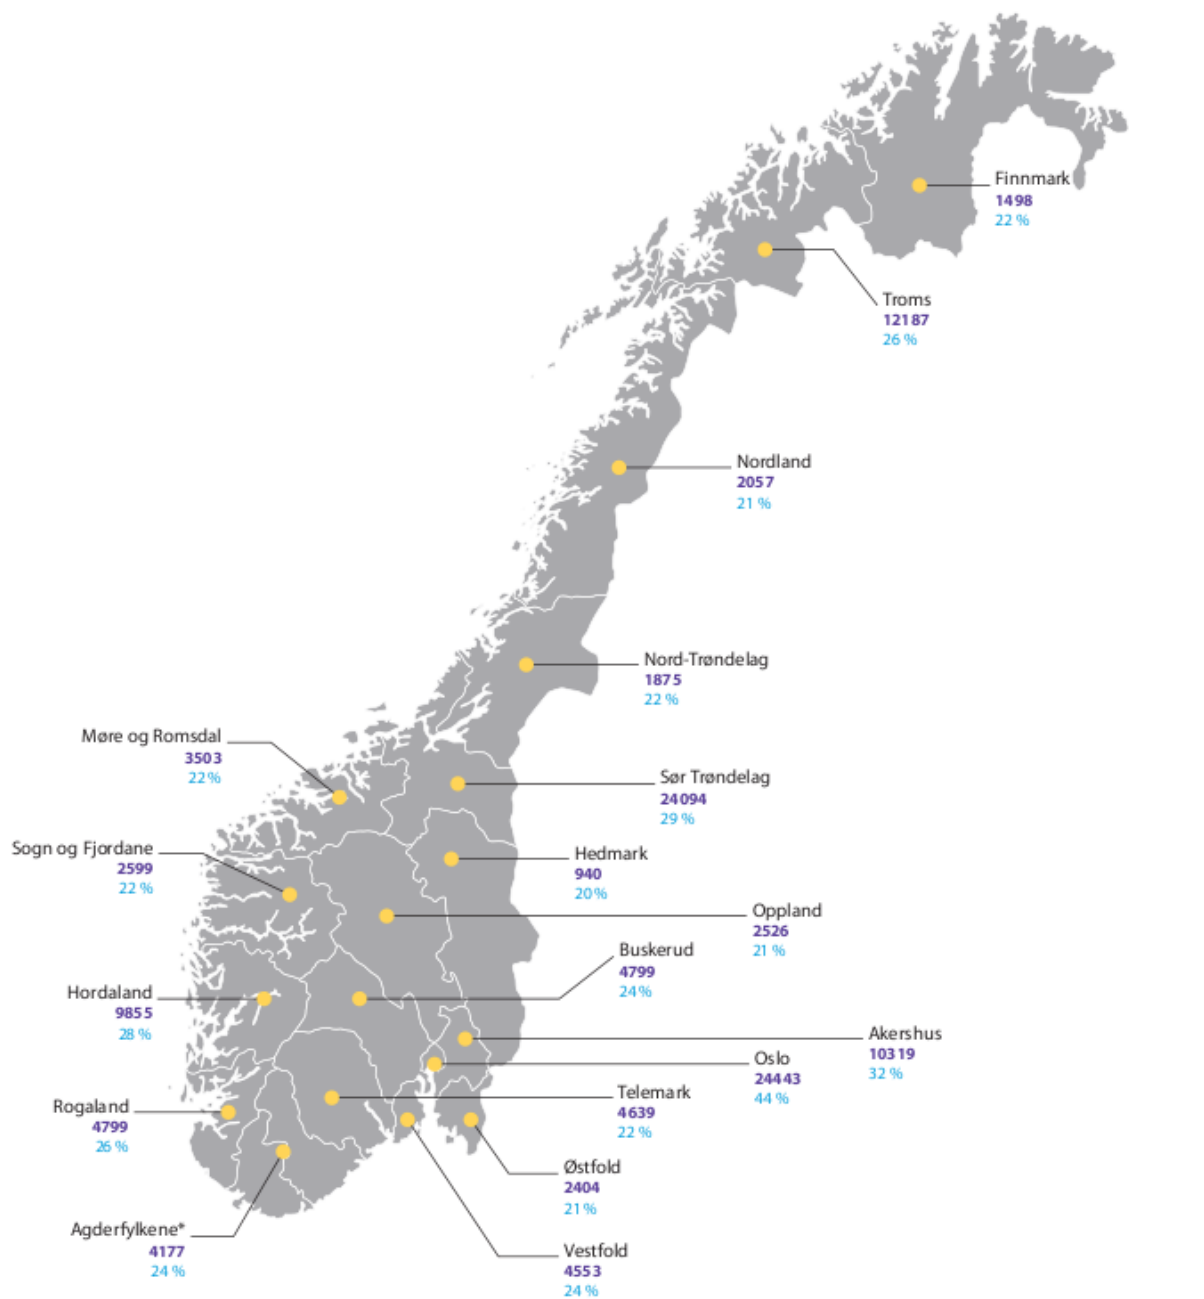 Finnmark
1498
22 %
Troms
12187
26 %
Nordland
2057
21 %
Nord-Trøndelag
1875
22 %
Møre og Romsdal
3503
22 %
Sør Trøndelag
24094
29 %
Sogn og Fjordane
2599
22 %
Hedmark
940
20 %
Oppland
2526
21 %
Buskerud
4799
24 %
Hordaland
9855
28 %
Akershus
10319
32 %
Oslo
24443
44 %
Telemark
4639
22 %
Rogaland
4799
26 %
Østfold
2404
21 %
Agderfylkene*
4177
24 %
Vestfold
4553
24 %